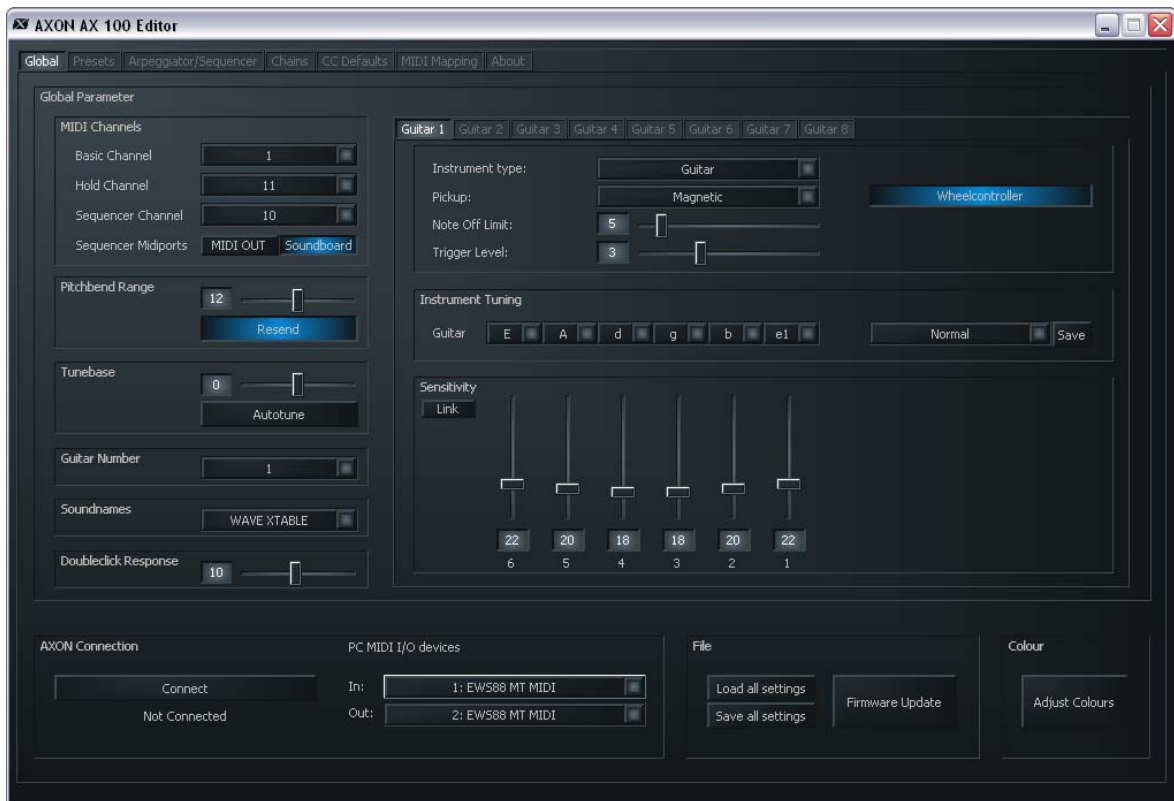 AXON AX 100 Editor
Global Presets Arpeggiator/Sequencer Chains CC Defaults MIDI Mapping About
Global Parameter
MIDI Channels
Basic Channel 1
Hold Channel 11
Sequencer Channel 10
Sequencer Midiports MIDI OUT Soundboard
Pitchbend Range
12
Resend
Tunebase
0
Autotune
Guitar Number
1
Soundnames
WAVE XTABLE
Doubleclick Response
10
Guitar 1 Guitar 2 Guitar 3 Guitar 4 Guitar 5 Guitar 6 Guitar 7 Guitar 8
Instrument type: Guitar
Pickup: Magnetic
Wheelcontroller
Note Off Limit: 5
Trigger Level: 3
Instrument Tuning
Guitar E A d g b e1 Normal Save
Sensitivity
Link
22 20 18 18 20 22
6 5 4 3 2 1
AXON Connection
Connect
Not Connected
PC MIDI I/O devices
In: 1: EWS88 MT MIDI
Out: 2: EWS88 MT MIDI
File
Load all settings
Save all settings
Firmware Update
Colour
Adjust Colours